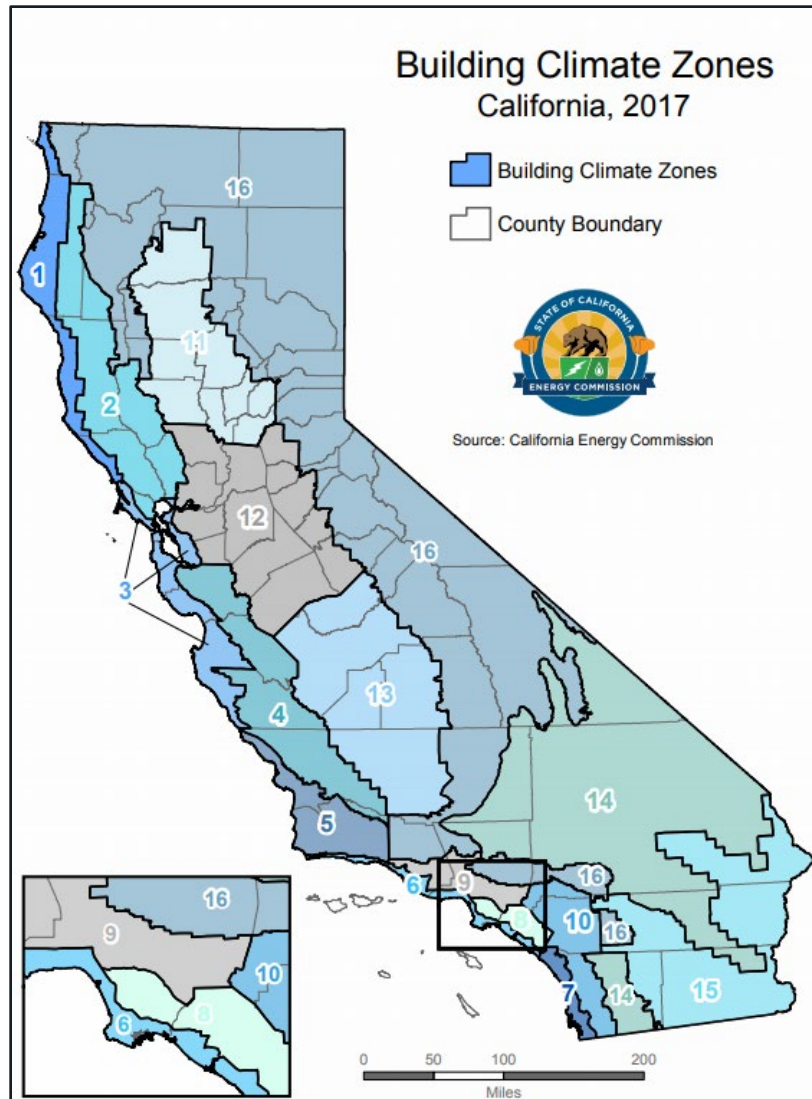 Building Climate Zones
California, 2017
Building Climate Zones
County Boundary
STATE OF CALIFORNIA
ENERGY COMMISSION
Source: California Energy Commission
16
1
11
2
12
16
3
13
4
14
5
6
9
16
8
10
16
7
14
15
16
9
10
8
6
0 50 100 200
Miles